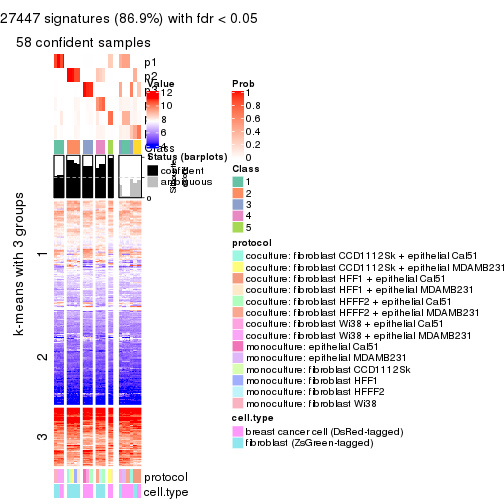 27447 signatures (86.9%) with fdr < 0.05
58 confident samples
p1
p2
Value
12
10
8
6
Class
Status (barplots)
confident
ambiguous
0
k-means with 3 groups
1
2
3
protocol
cell.type
Prob
1
0.8
0.6
0.4
0.2
0
Class
1
2
3
4
5
protocol
coculture: fibroblast CCD1112Sk + epithelial Cal51
coculture: fibroblast CCD1112Sk + epithelial MDAMB231
coculture: fibroblast HFF1 + epithelial Cal51
coculture: fibroblast HFF1 + epithelial MDAMB231
coculture: fibroblast HFFF2 + epithelial Cal51
coculture: fibroblast HFFF2 + epithelial MDAMB231
coculture: fibroblast Wi38 + epithelial Cal51
coculture: fibroblast Wi38 + epithelial MDAMB231
monoculture: epithelial Cal51
monoculture: epithelial MDAMB231
monoculture: fibroblast CCD1112Sk
monoculture: fibroblast HFF1
monoculture: fibroblast HFFF2
monoculture: fibroblast Wi38
cell.type
breast cancer cell (DsRed-tagged)
fibroblast (ZsGreen-tagged)